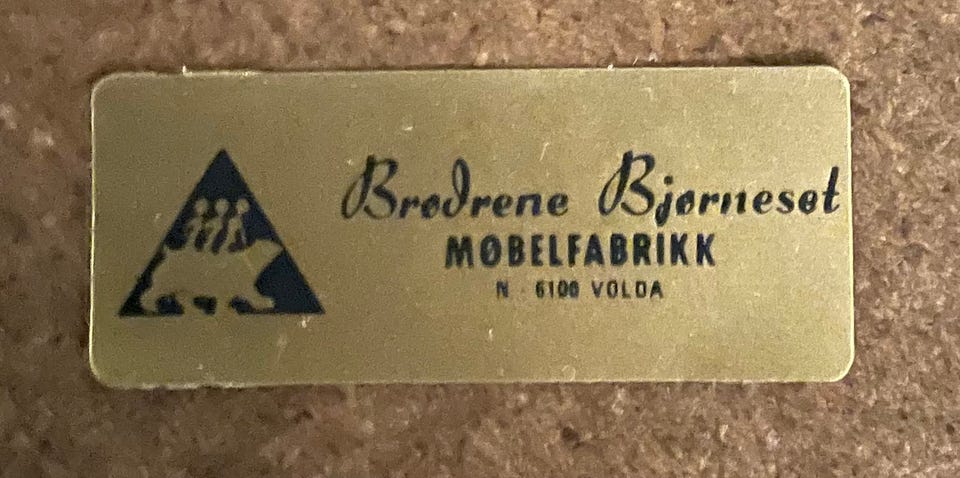 Brødrene Bjørneset
MØBELFABRIKK
N - 6100 VOLDA